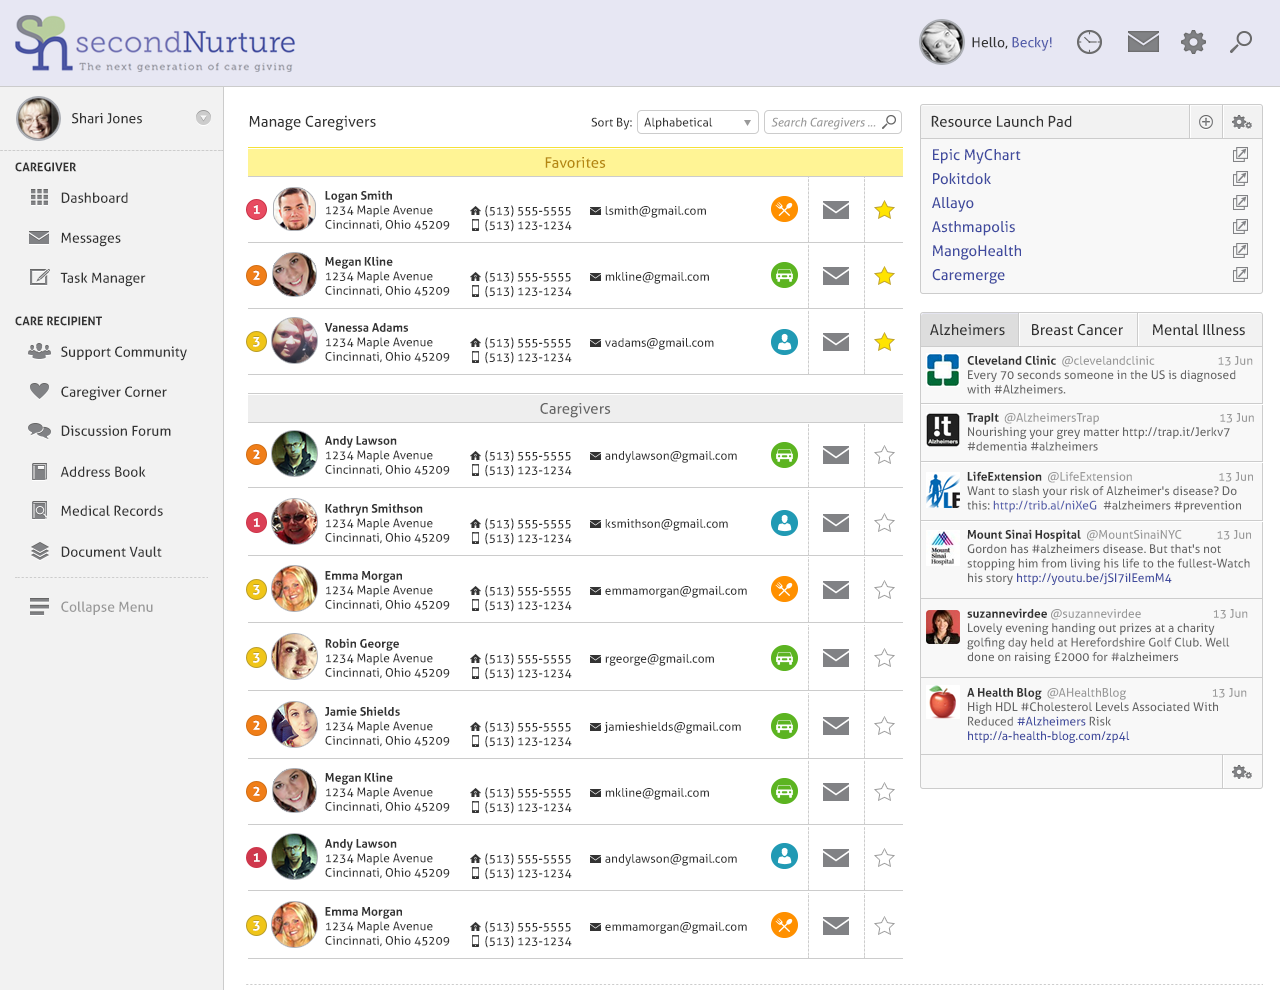 secondNurture
The next generation of care giving
Hello, Becky!
Shari Jones
CAREGIVER
Dashboard
Messages
Task Manager
CARE RECIPIENT
Support Community
Caregiver Corner
Discussion Forum
Address Book
Medical Records
Document Vault
Collapse Menu
Manage Caregivers
Sort By: Alphabetical
Search Caregivers ...
Favorites
1
Logan Smith
1234 Maple Avenue
Cincinnati, Ohio 45209
(513) 555-5555
(513) 123-1234
lsmith@gmail.com
2
Megan Kline
1234 Maple Avenue
Cincinnati, Ohio 45209
(513) 555-5555
(513) 123-1234
mkline@gmail.com
3
Vanessa Adams
1234 Maple Avenue
Cincinnati, Ohio 45209
(513) 555-5555
(513) 123-1234
vadams@gmail.com
Caregivers
2
Andy Lawson
1234 Maple Avenue
Cincinnati, Ohio 45209
(513) 555-5555
(513) 123-1234
andylawson@gmail.com
1
Kathryn Smithson
1234 Maple Avenue
Cincinnati, Ohio 45209
(513) 555-5555
(513) 123-1234
ksmithson@gmail.com
3
Emma Morgan
1234 Maple Avenue
Cincinnati, Ohio 45209
(513) 555-5555
(513) 123-1234
emmamorgan@gmail.com
3
Robin George
1234 Maple Avenue
Cincinnati, Ohio 45209
(513) 555-5555
(513) 123-1234
rgeorge@gmail.com
2
Jamie Shields
1234 Maple Avenue
Cincinnati, Ohio 45209
(513) 555-5555
(513) 123-1234
jamieshields@gmail.com
2
Megan Kline
1234 Maple Avenue
Cincinnati, Ohio 45209
(513) 555-5555
(513) 123-1234
mkline@gmail.com
1
Andy Lawson
1234 Maple Avenue
Cincinnati, Ohio 45209
(513) 555-5555
(513) 123-1234
andylawson@gmail.com
3
Emma Morgan
1234 Maple Avenue
Cincinnati, Ohio 45209
(513) 555-5555
(513) 123-1234
emmamorgan@gmail.com
Resource Launch Pad
Epic MyChart
Pokitdok
Allayo
Asthmapolis
MangoHealth
Caremerge
Alzheimers Breast Cancer Mental Illness
Cleveland Clinic @clevelandclinic 13 Jun
Every 70 seconds someone in the US is diagnosed
with #Alzheimers.
!t
Alzheimers
TrapIt @AlzheimersTrap 13 Jun
Nourishing your grey matter http://trap.it/Jerkv7
#dementia #alzheimers
LE
LifeExtension @LifeExtension 13 Jun
Want to slash your risk of Alzheimer's disease? Do
this: http://trib.al/niXeG #alzheimers #prevention
Mount
Sinai
Hospital
Mount Sinai Hospital @MountSinaiNYC 13 Jun
Gordon has #alzheimers disease. But that's not
stopping him from living his life to the fullest-Watch
his story http://youtu.be/jSI7iIEemM4
suzannevirdee @suzannevirdee 13 Jun
Lovely evening handing out prizes at a charity
golfing day held at Herefordshire Golf Club. Well
done on raising £2000 for #alzheimers
A Health Blog @AHealthBlog 13 Jun
High HDL #Cholesterol Levels Associated With
Reduced #Alzheimers Risk
http://a-health-blog.com/zp4l